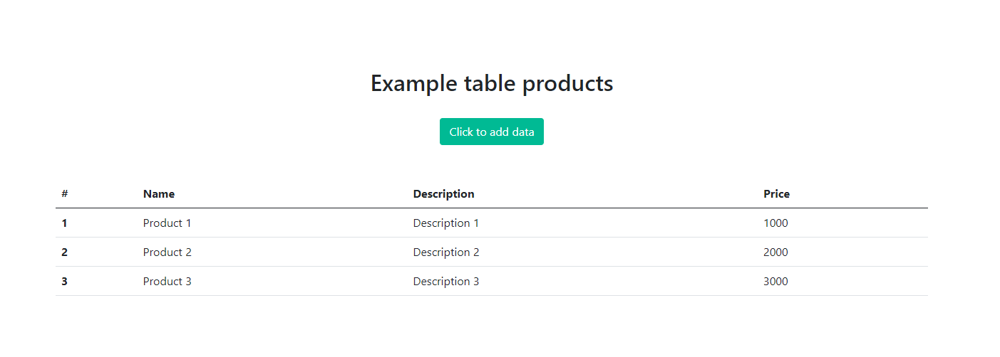 Example table products
Click to add data
# Name Description Price
1 Product 1 Description 1 1000
2 Product 2 Description 2 2000
3 Product 3 Description 3 3000